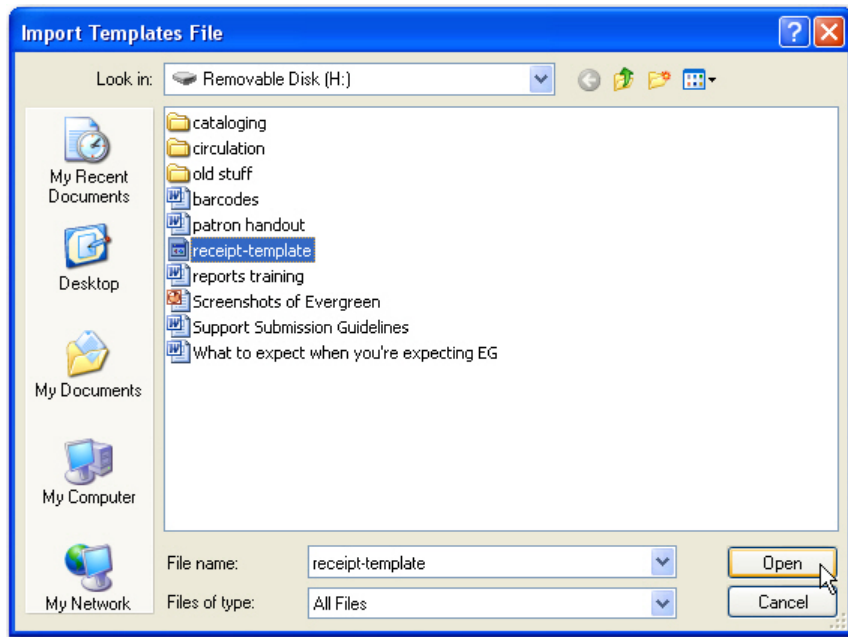 Import Templates File
Look in: Removable Disk (H:)
My Recent
Documents
Desktop
My Documents
My Computer
My Network
cataloging
circulation
old stuff
barcodes
patron handout
receipt-template
reports training
Screenshots of Evergreen
Support Submission Guidelines
What to expect when you're expecting EG
File name: receipt-template Open
Files of type: All Files Cancel